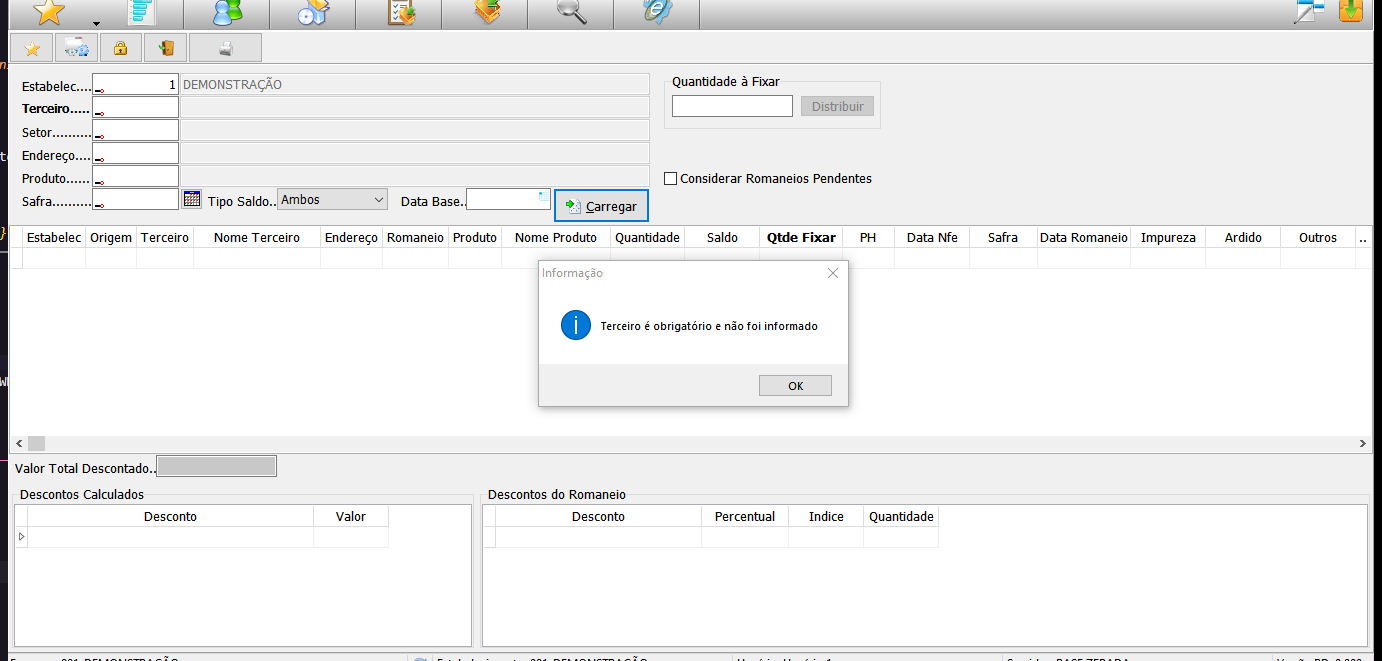 Estabelec.... 1 DEMONSTRAÇÃO
Terceiro.....
Setor..........
Endereço....
Produto......
Safra..........
Tipo Saldo.. Ambos
Data Base..
Carregar
Quantidade à Fixar
Distribuir
Considerar Romaneios Pendentes
Estabelec Origem Terceiro Nome Terceiro Endereço Romaneio Produto Nome Produto Quantidade Saldo Qtde Fixar PH Data Nfe Safra Data Romaneio Impureza Ardido Outros ..
Informação
Terceiro é obrigatório e não foi informado
OK
Valor Total Descontado..
Descontos Calculados
Desconto Valor
Descontos do Romaneio
Desconto Percentual Indice Quantidade